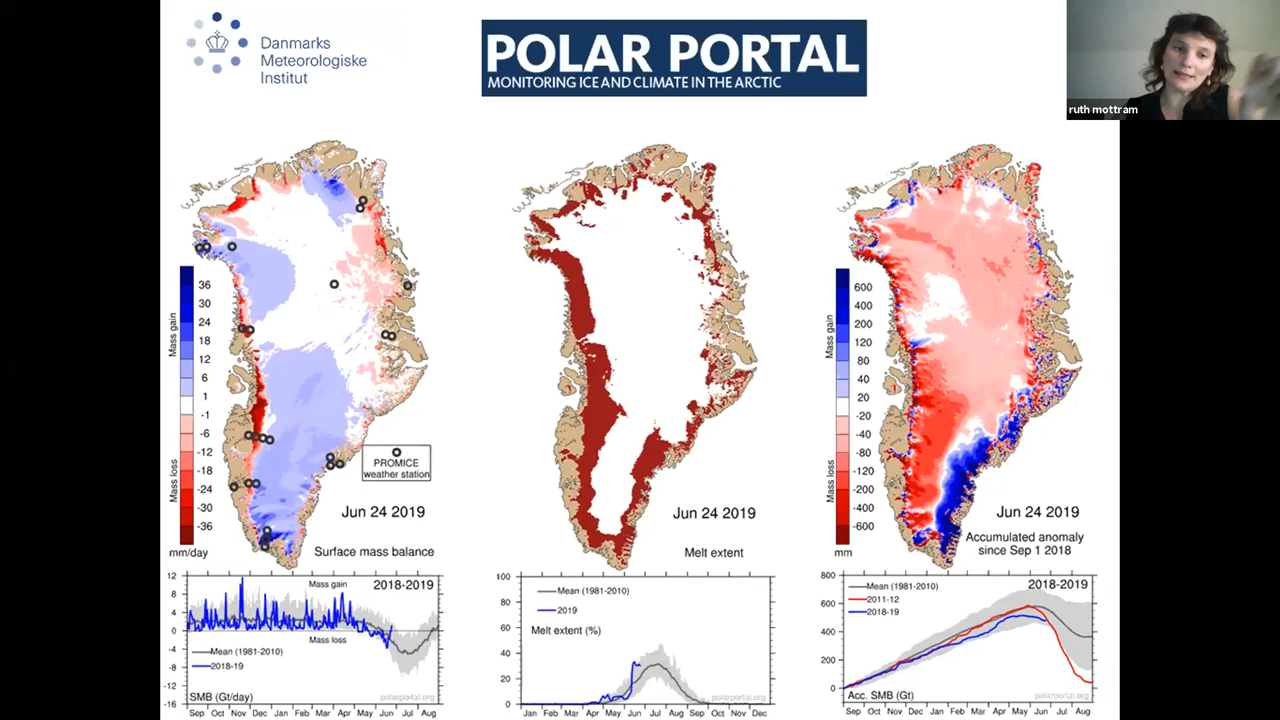 Danmarks
Meteorologiske
Institut
POLAR PORTAL
MONITORING ICE AND CLIMATE IN THE ARCTIC
ruth mottram
Mass gain
Mass loss
36
30
24
18
12
6
1
-1
-6
-12
-18
-24
-30
-36
mm/day
PROMICE
weather station
Jun 24 2019
Surface mass balance
Jun 24 2019
Melt extent
Mass gain
Mass loss
600
400
200
120
80
40
20
-20
-40
-80
-120
-200
-400
-600
mm
Jun 24 2019
Accumulated anomaly
since Sep 1 2018
12
8
4
0
-4
-8
-12
-16
Mass gain
2018-2019
Mass loss
Mean (1981-2010)
2018-19
SMB (Gt/day)
polarportal.org
Sep Oct Nov Dec Jan Feb Mar Apr May Jun Jul Aug
100
80
60
40
20
0
Mean (1981-2010)
2019
Melt extent (%)
polarportal.org
Jan Feb Mar Apr May Jun Jul Aug Sep Oct Nov Dec
800
600
400
200
0
Mean (1981-2010)
2011-12
2018-19
2018-2019
Acc. SMB (Gt)
polarportal.org
Sep Oct Nov Dec Jan Feb Mar Apr May Jun Jul Aug